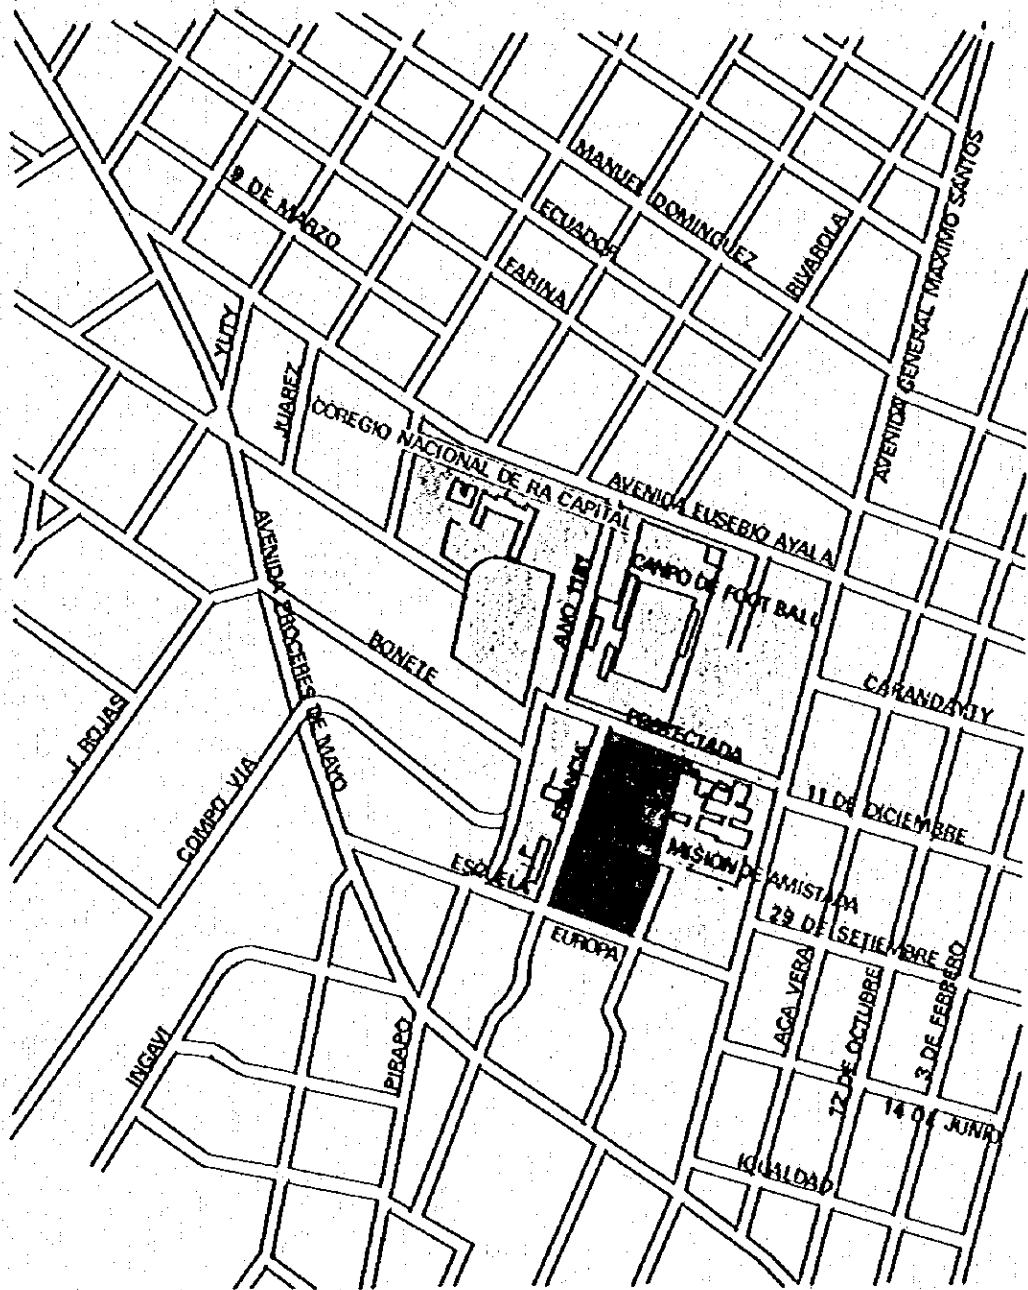 MANUEL DOMINGUEZ
9 DE MARZO
ECUADOR
FARINA
RIVAROLA
AVENIDA GENERAL MAXIMO SANTOS
YUTY
JUAREZ
COREGIO NACIONAL DE RA CAPITAL
AVENIDA EUSEBIO AYALA
CAMPO DE FOOT BALL
AVENIDA PROCERES DE MAYO
BONETE
CARANDAYTY
J. ROJAS
PROYECTADA
FRANCIA
COMPO VIA
11 DE DICIEMBRE
ESCUELA
MISION DE AMISTADA
29 DE SETIEMBRE
EUROPA
ACA VERA
12 DE OCTUBRE
3 DE FEBRERO
INGAVI
PIRAPO
14 DE JUNIO
IGUALDAD